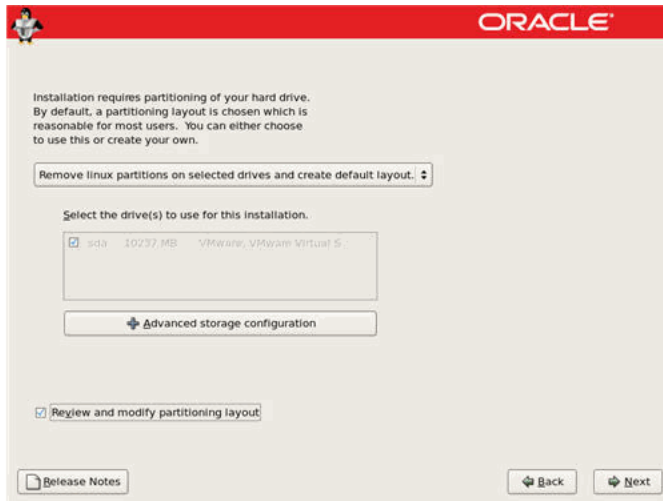 ORACLE
Installation requires partitioning of your hard drive.
By default, a partitioning layout is chosen which is
reasonable for most users. You can either choose
to use this or create your own.
Remove linux partitions on selected drives and create default layout.
Select the drive(s) to use for this installation.
sda 10237 MB VMware, VMware Virtual S
Advanced storage configuration
Review and modify partitioning layout
Release Notes
Back
Next